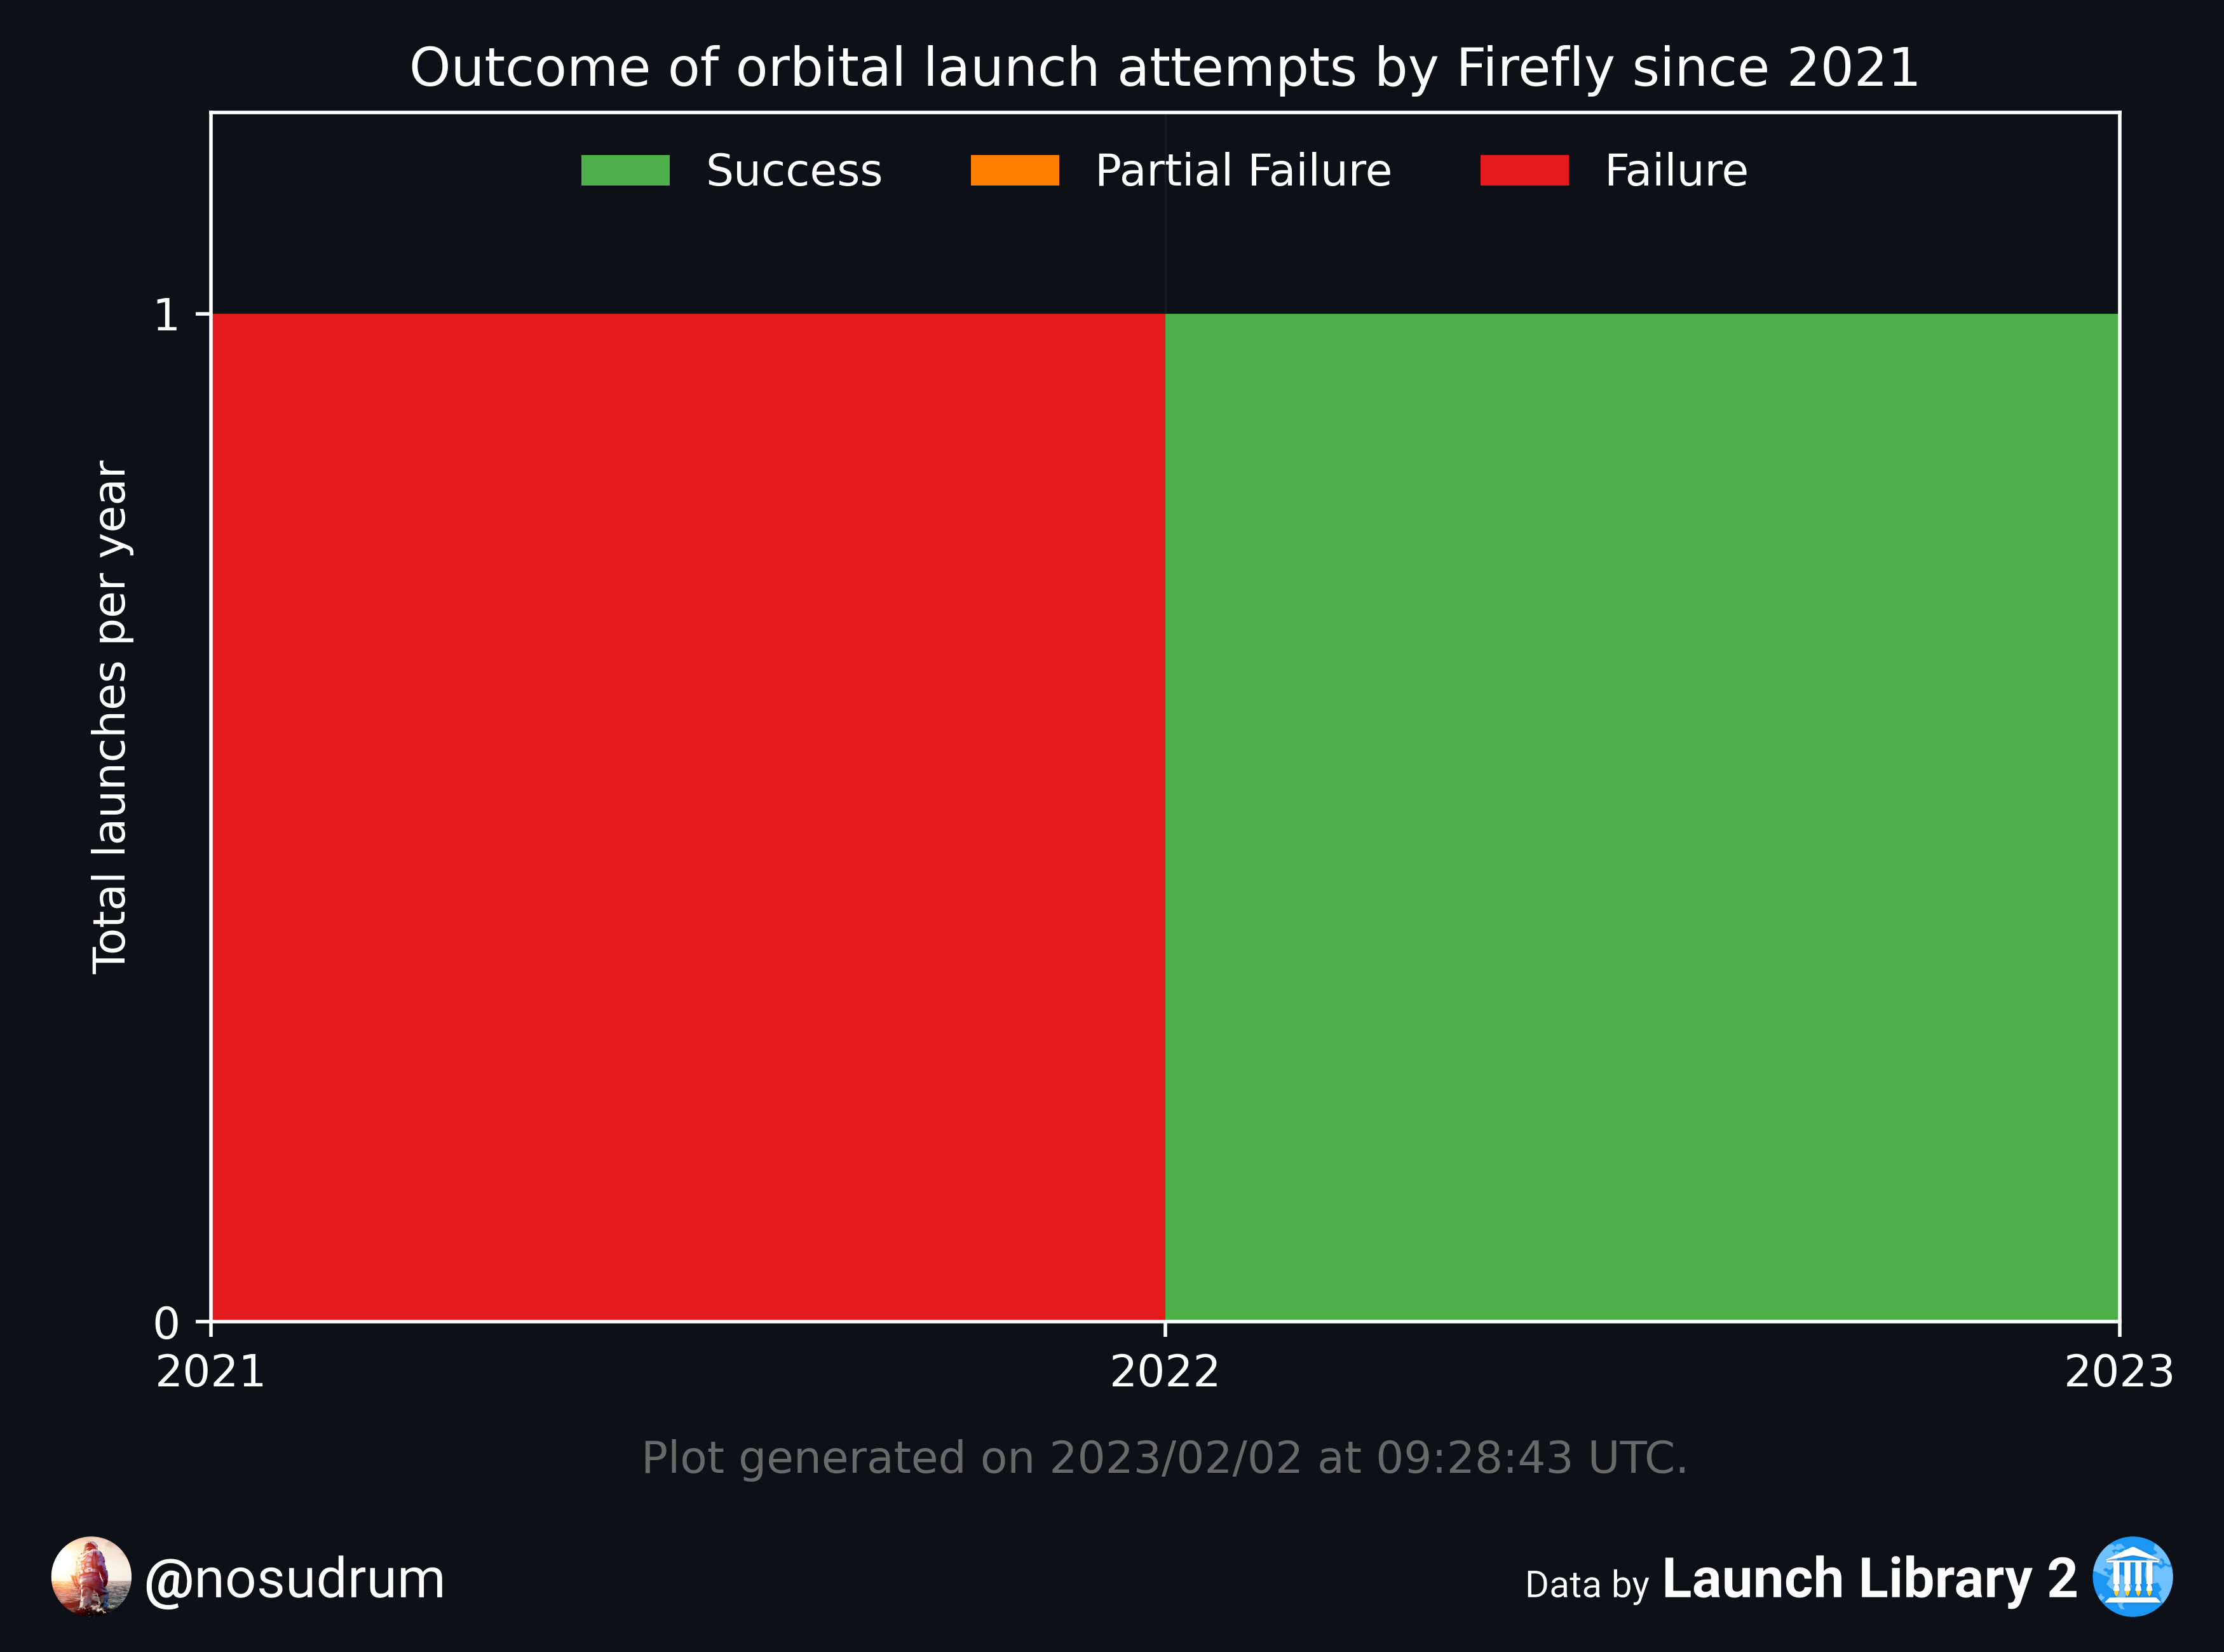 Outcome of orbital launch attempts by Firefly since 2021
Success Partial Failure Failure
Total launches per year
1
0
2021 2022 2023
Plot generated on 2023/02/02 at 09:28:43 UTC.
@nosudrum
Data by Launch Library 2